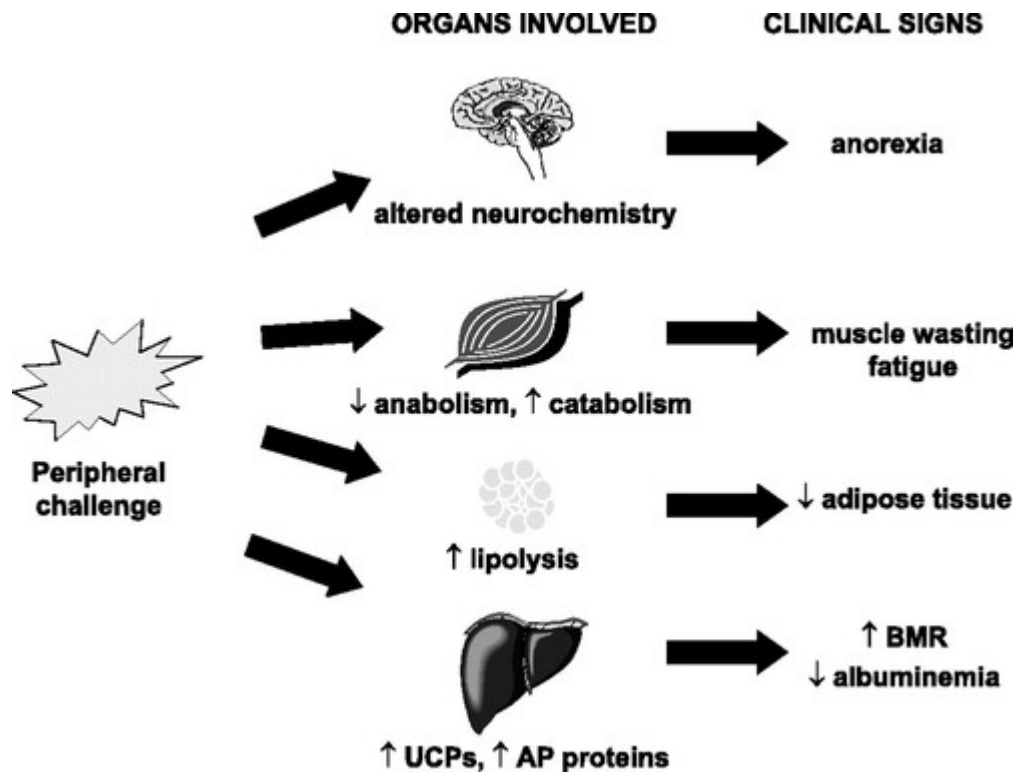 ORGANS INVOLVED
CLINICAL SIGNS
altered neurochemistry
anorexia
Peripheral
challenge
↓ anabolism, ↑ catabolism
muscle wasting
fatigue
↑ lipolysis
↓ adipose tissue
↑ UCPs, ↑ AP proteins
↑ BMR
↓ albuminemia